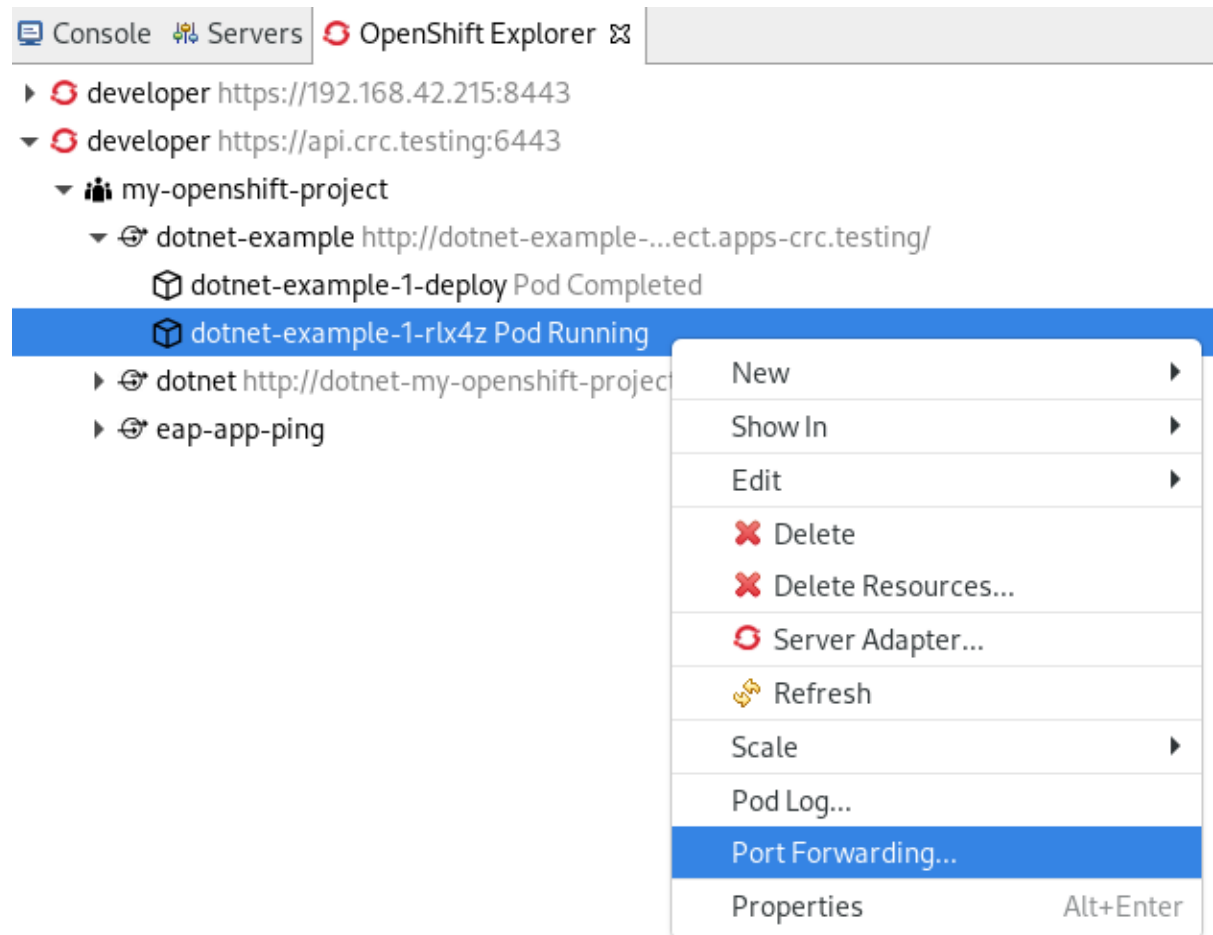 Console Servers OpenShift Explorer
developer https://192.168.42.215:8443
developer https://api.crc.testing:6443
my-openshift-project
dotnet-example http://dotnet-example-...ect.apps-crc.testing/
dotnet-example-1-deploy Pod Completed
dotnet-example-1-rlx4z Pod Running
dotnet http://dotnet-my-openshift-project
eap-app-ping
New
Show In
Edit
Delete
Delete Resources...
Server Adapter...
Refresh
Scale
Pod Log...
Port Forwarding...
Properties Alt+Enter